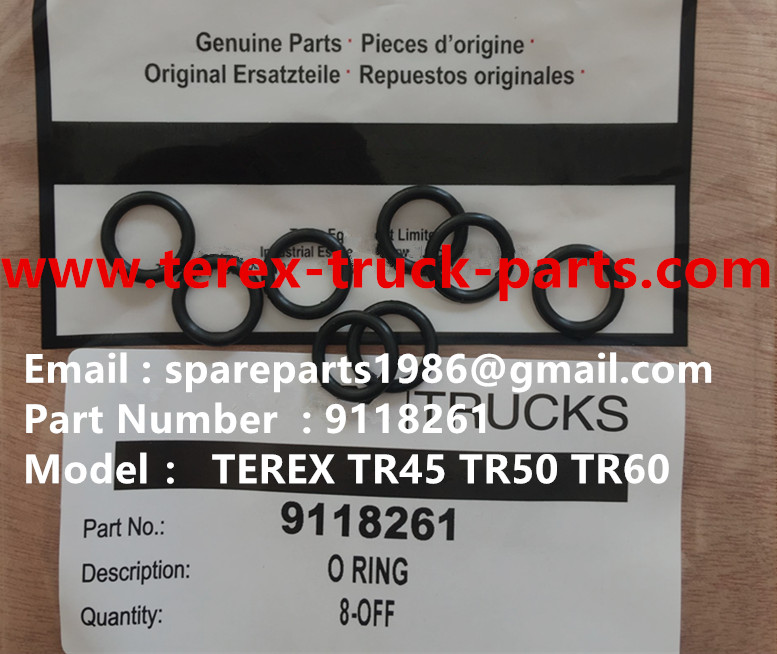 Genuine Parts · Pieces d'origine ·
Original Ersatzteile · Repuestos originales ·
t Limite
www.terex-truck-parts.com
Email : spareparts1986@gmail.com
TRUCKS
Part Number : 9118261
Model : TEREX TR45 TR50 TR60
Part No.: 9118261
Description: O RING
Quantity: 8-OFF